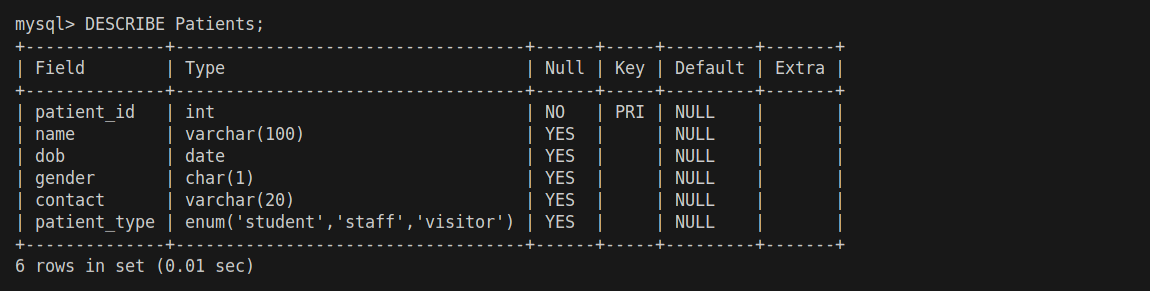 mysql> DESCRIBE Patients;
+--------------+-----------------------------------+------+-----+---------+-------+
| Field        | Type                              | Null | Key | Default | Extra |
+--------------+-----------------------------------+------+-----+---------+-------+
| patient_id   | int                               | NO   | PRI | NULL    |       |
| name         | varchar(100)                      | YES  |     | NULL    |       |
| dob          | date                              | YES  |     | NULL    |       |
| gender       | char(1)                           | YES  |     | NULL    |       |
| contact      | varchar(20)                       | YES  |     | NULL    |       |
| patient_type | enum('student','staff','visitor') | YES  |     | NULL    |       |
+--------------+-----------------------------------+------+-----+---------+-------+
6 rows in set (0.01 sec)